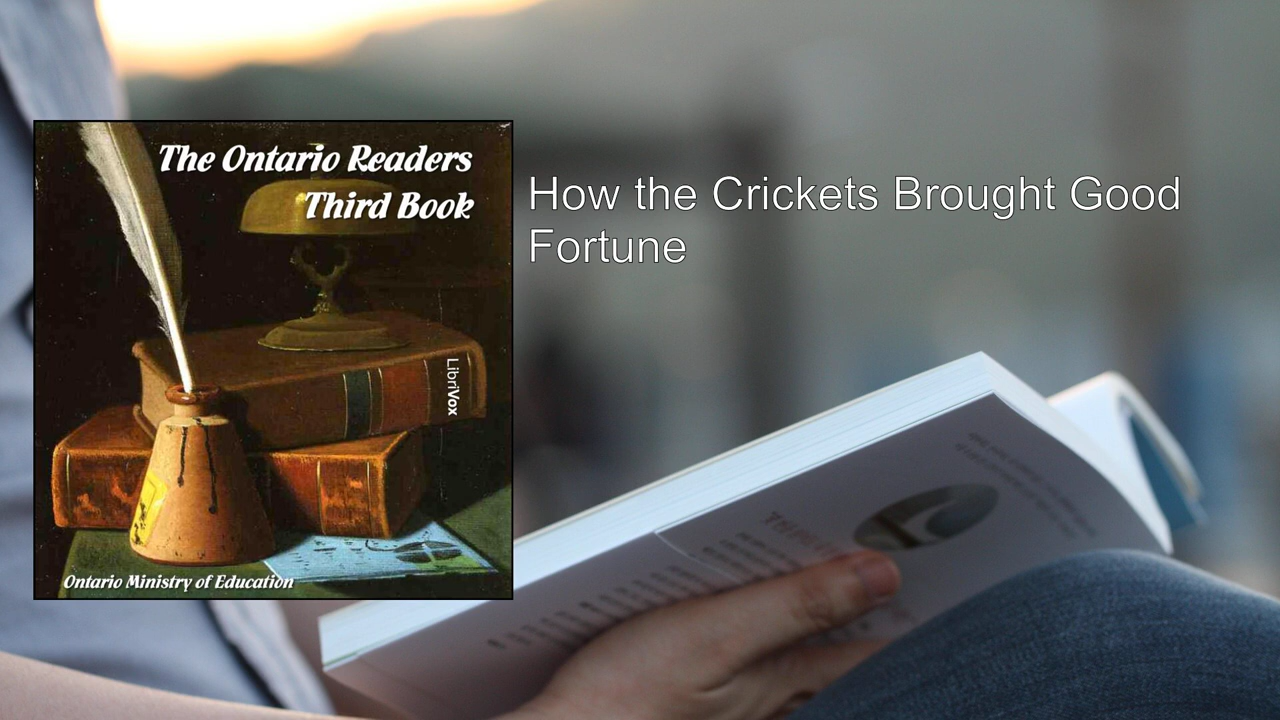 The Ontario Readers
Third Book
LibriVox
Ontario Ministry of Education
How the Crickets Brought Good
Fortune